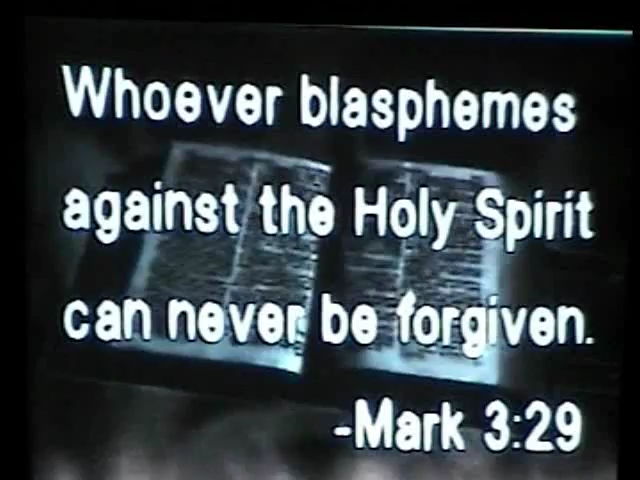 Whoever blasphemes
against the Holy Spirit
can never be forgiven.
-Mark 3:29